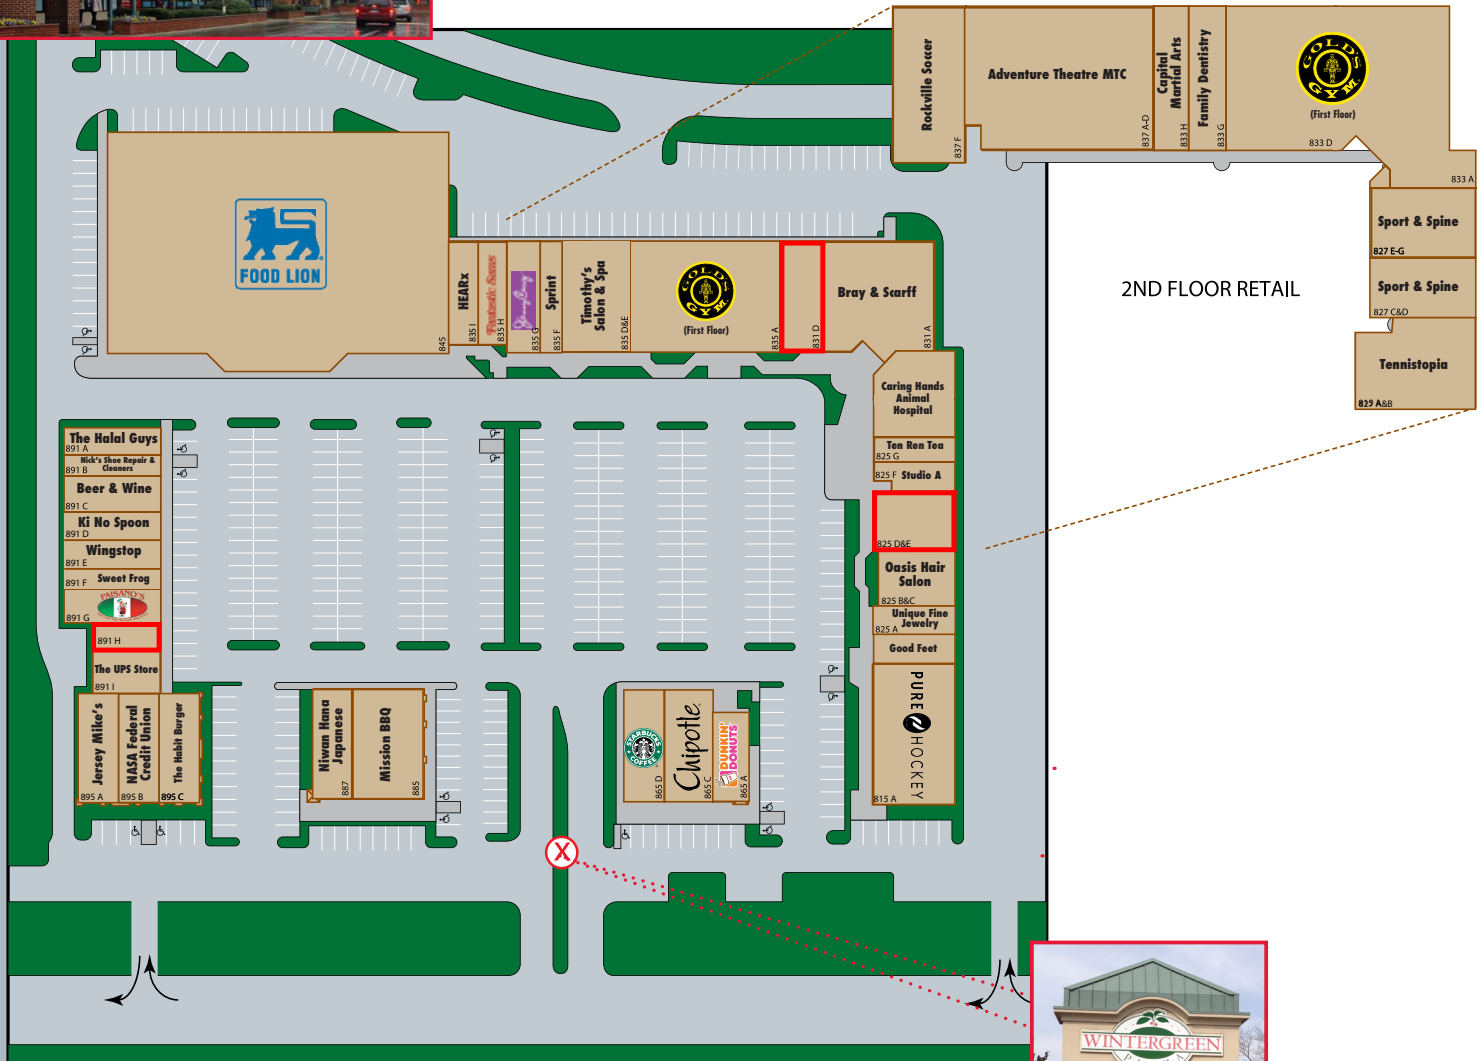 Rockville Soccer
837 F
Adventure Theatre MTC
837 A-D
Capital
Martial Arts
833 H
Family Dentistry
833 G
GOLD'S
GYM
(First Floor)
833 D
833 A
Sport & Spine
827 E-G
Sport & Spine
827 C&D
Tennistopia
825 A&B
2ND FLOOR RETAIL
FOOD LION
845
HEARx
835 I
Fantastic Sams
835 H
Jenny Craig
835 G
Sprint
835 F
Timothy's
Salon & Spa
835 D&E
GOLD'S
GYM
(First Floor)
835 A
831 D
Bray & Scarff
831 A
Caring Hands
Animal
Hospital
Ten Ren Tea
825 G
825 F Studio A
825 D&E
Oasis Hair
Salon
825 B&C
Unique Fine
Jewelry
825 A
Good Feet
PURE HOCKEY
815 A
The Halal Guys
891 A
Nick's Shoe Repair &
Cleaners
891 B
Beer & Wine
891 C
Ki No Spoon
891 D
Wingstop
891 E
891 F Sweet Frog
PAISANO'S
891 G
891 H
The UPS Store
891 I
Jersey Mike's
895 A
NASA Federal
Credit Union
895 B
The Habit Burger
895 C
Niwan Hana
Japanese
887
Mission BBQ
885
STARBUCKS
COFFEE
865 D
Chipotle
865 C
DUNKIN'
DONUTS
865 A
X
WINTERGREEN